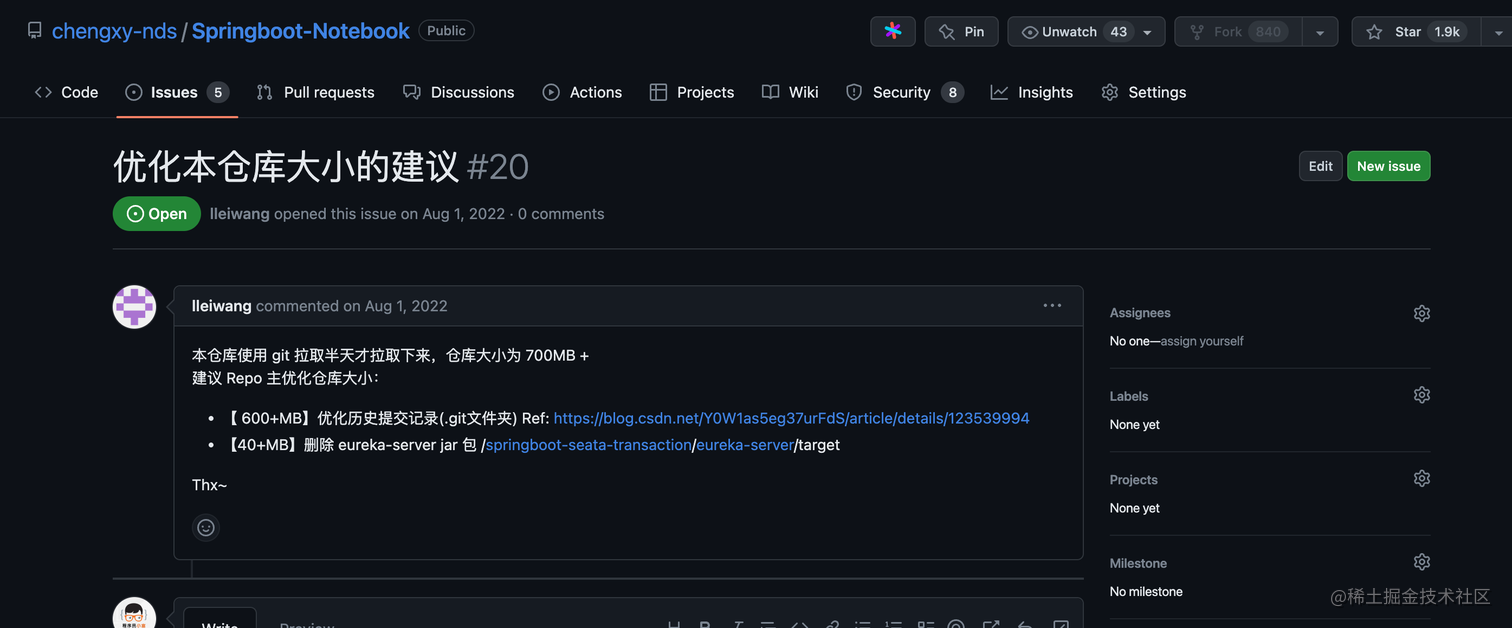 chengxy-nds / Springboot-Notebook Public
Pin Unwatch 43 Fork 840 Star 1.9k
Code Issues 5 Pull requests Discussions Actions Projects Wiki Security 8 Insights Settings
优化本仓库大小的建议 #20
Edit New issue
Open lleiwang opened this issue on Aug 1, 2022 · 0 comments
lleiwang commented on Aug 1, 2022 ···
本仓库使用 git 拉取半天才拉取下来，仓库大小为 700MB +
建议 Repo 主优化仓库大小：
• 【 600+MB】优化历史提交记录(.git文件夹) Ref: https://blog.csdn.net/Y0W1as5eg37urFdS/article/details/123539994
• 【40+MB】删除 eureka-server jar 包 /springboot-seata-transaction/eureka-server/target
Thx~
Assignees
No one—assign yourself
Labels
None yet
Projects
None yet
Milestone
No milestone
@稀土掘金技术社区
Write Preview